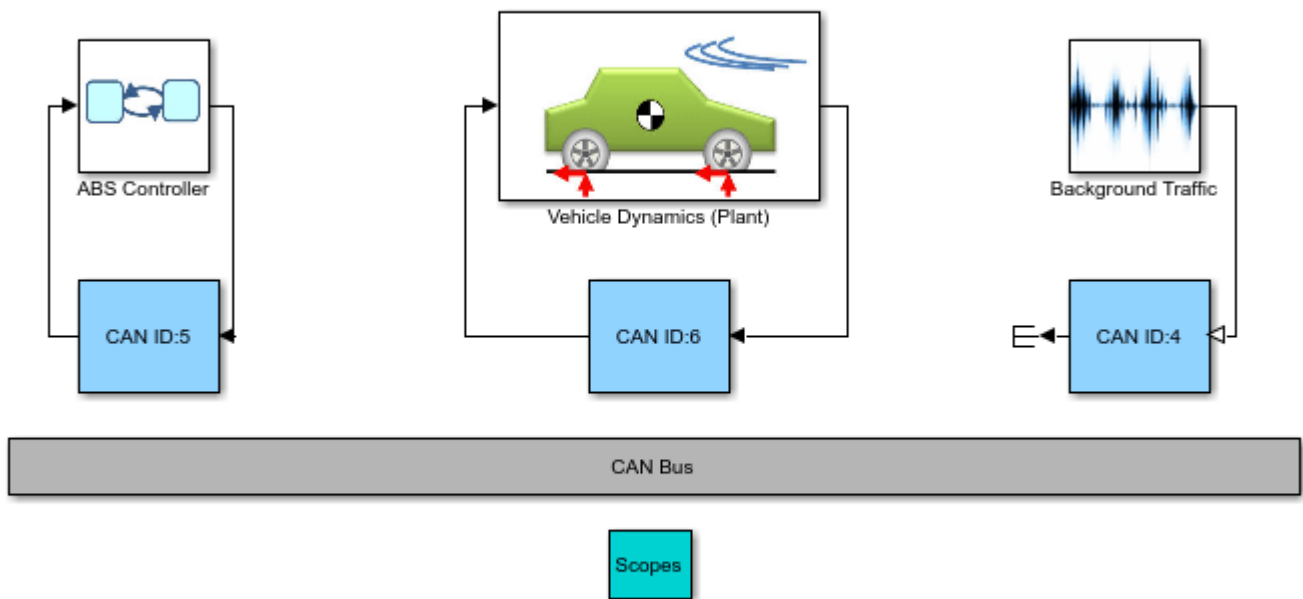 ABS Controller
Vehicle Dynamics (Plant)
Background Traffic
CAN ID:5
CAN ID:6
CAN ID:4
CAN Bus
Scopes